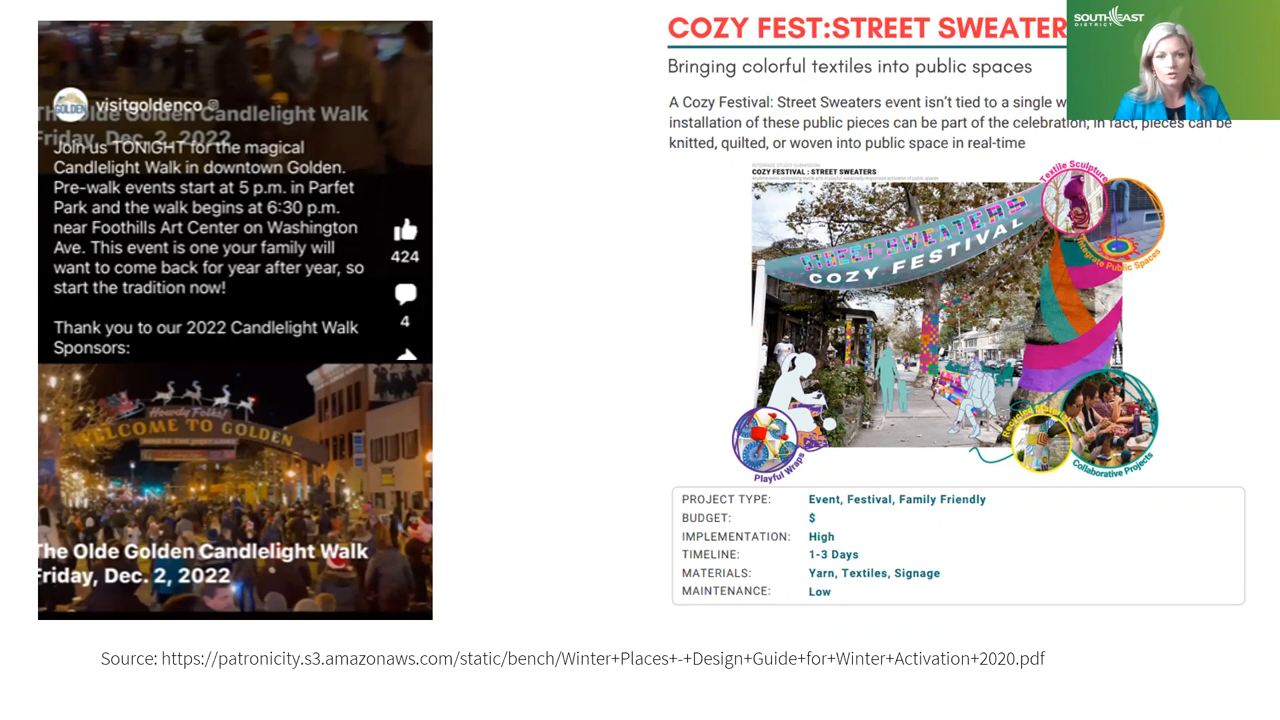 visitgoldenco
The Olde Golden Candlelight Walk
Friday, Dec. 2, 2022
Join us TONIGHT for the magical
Candlelight Walk in downtown Golden.
Pre-walk events start at 5 p.m. in Parfet
Park and the walk begins at 6:30 p.m.
near Foothills Art Center on Washington
Ave. This event is one your family will
want to come back for year after year, so
start the tradition now!
Thank you to our 2022 Candlelight Walk
Sponsors:
424
4
GOLDEN
Howdy Folks!
WELCOME TO GOLDEN
The Olde Golden Candlelight Walk
Friday, Dec. 2, 2022
COZY FEST:STREET SWEATER
Bringing colorful textiles into public spaces
A Cozy Festival: Street Sweaters event isn't tied to a single w
installation of these public pieces can be part of the celebration; in fact, pieces can be
knitted, quilted, or woven into public space in real-time
SOUTHEAST
DISTRICT
COZY FESTIVAL : STREET SWEATERS
STREET SWEATERS
COZY FESTIVAL
Textile Sculpture
Integrate Public Spaces
Playful Wraps
Recycled Material
Collaborative Projects
PROJECT TYPE: Event, Festival, Family Friendly
BUDGET: $
IMPLEMENTATION: High
TIMELINE: 1-3 Days
MATERIALS: Yarn, Textiles, Signage
MAINTENANCE: Low
Source: https://patronicity.s3.amazonaws.com/static/bench/Winter+Places+-+Design+Guide+for+Winter+Activation+2020.pdf